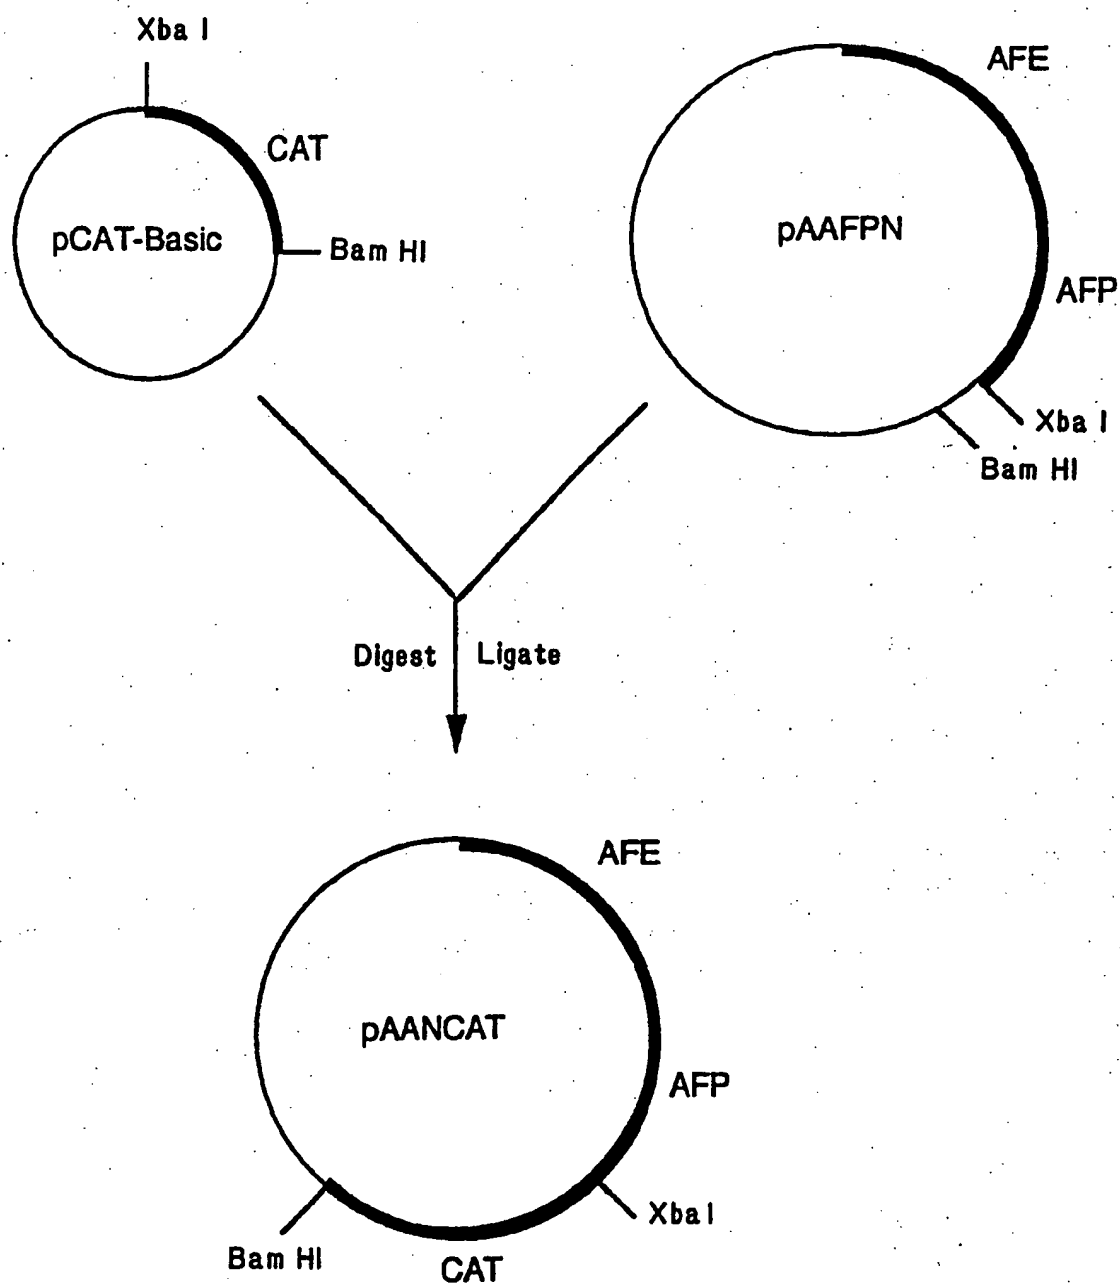 Xba I
CAT
pCAT-Basic
Bam HI
AFE
pAAFPN
AFP
Xba I
Bam HI
Digest Ligate
AFE
pAANCAT
AFP
Xba I
Bam HI
CAT